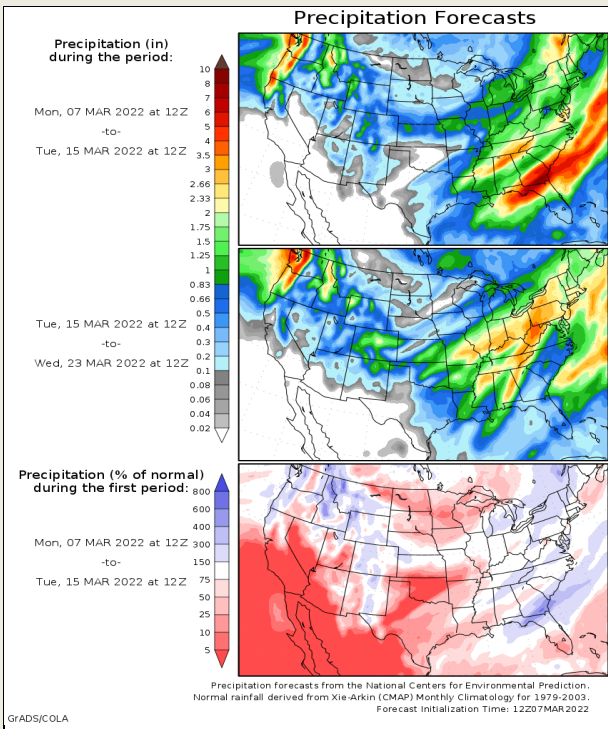 Precipitation Forecasts
Precipitation (in)
during the period:
Mon, 07 MAR 2022 at 12Z
-to-
Tue, 15 MAR 2022 at 12Z
Tue, 15 MAR 2022 at 12Z
-to-
Wed, 23 MAR 2022 at 12Z
10
8
7
6
5
4
3.5
3
2.66
2.33
2
1.75
1.5
1.25
1
0.83
0.66
0.5
0.4
0.3
0.2
0.1
0.08
0.06
0.04
0.02
Precipitation (% of normal)
during the first period:
Mon, 07 MAR 2022 at 12Z
-to-
Tue, 15 MAR 2022 at 12Z
800
600
400
300
150
75
50
25
10
5
Precipitation forecasts from the National Centers for Environmental Prediction.
Normal rainfall derived from Xie-Arkin (CMAP) Monthly Climatology for 1979-2003.
Forecast Initialization Time: 12Z07MAR2022
GrADS/COLA